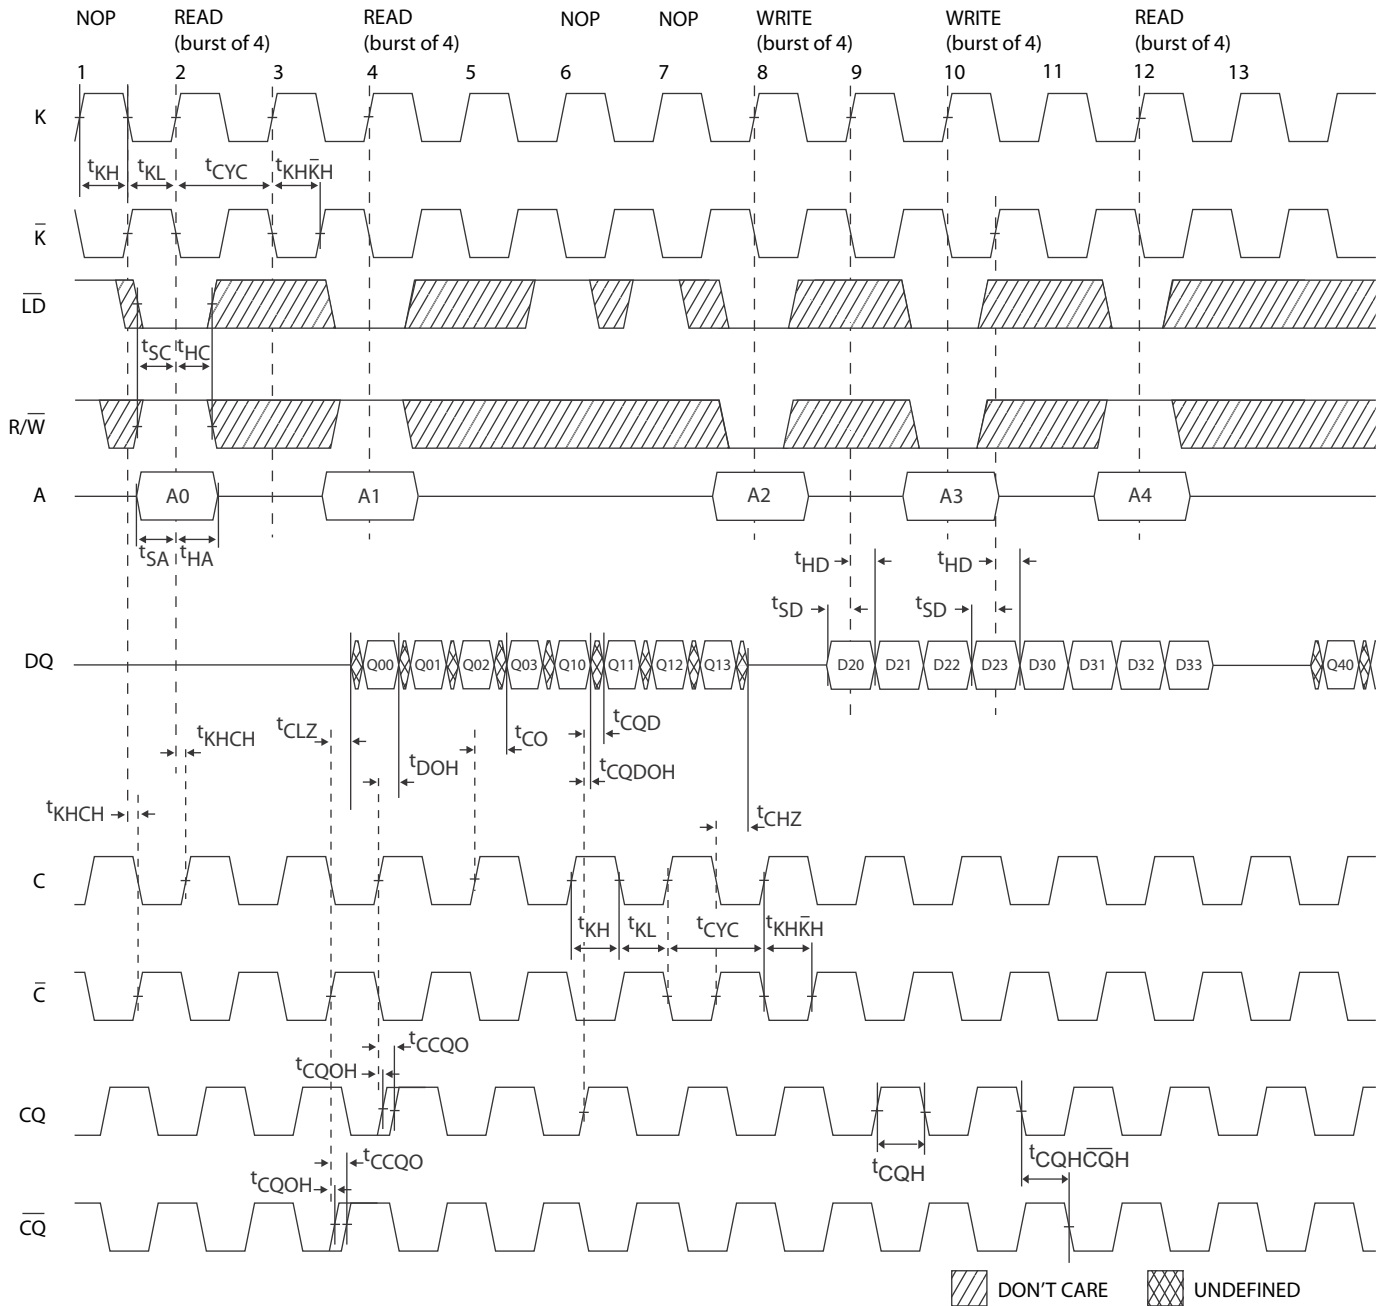 NOP READ READ NOP NOP WRITE WRITE READ
(burst of 4) (burst of 4) (burst of 4) (burst of 4) (burst of 4)
1 2 3 4 5 6 7 8 9 10 11 12 13
K
tKH tKL tCYC tKHK̅H
K̅
L̅D̅
tSC tHC
R/W̅
A A0 A1 A2 A3 A4
tSA tHA
tHD tHD
tSD tSD
DQ Q00 Q01 Q02 Q03 Q10 Q11 Q12 Q13 D20 D21 D22 D23 D30 D31 D32 D33 Q40
tKHCH tCLZ tCO tCQD
tDOH tCQDOH
tKHCH tCHZ
C
tKH tKL tCYC tKHK̅H
C̅
tCCQO
tCQOH
CQ
tCCQO tCQH tCQHC̅Q̅H
tCQOH
C̅Q̅
DON'T CARE UNDEFINED